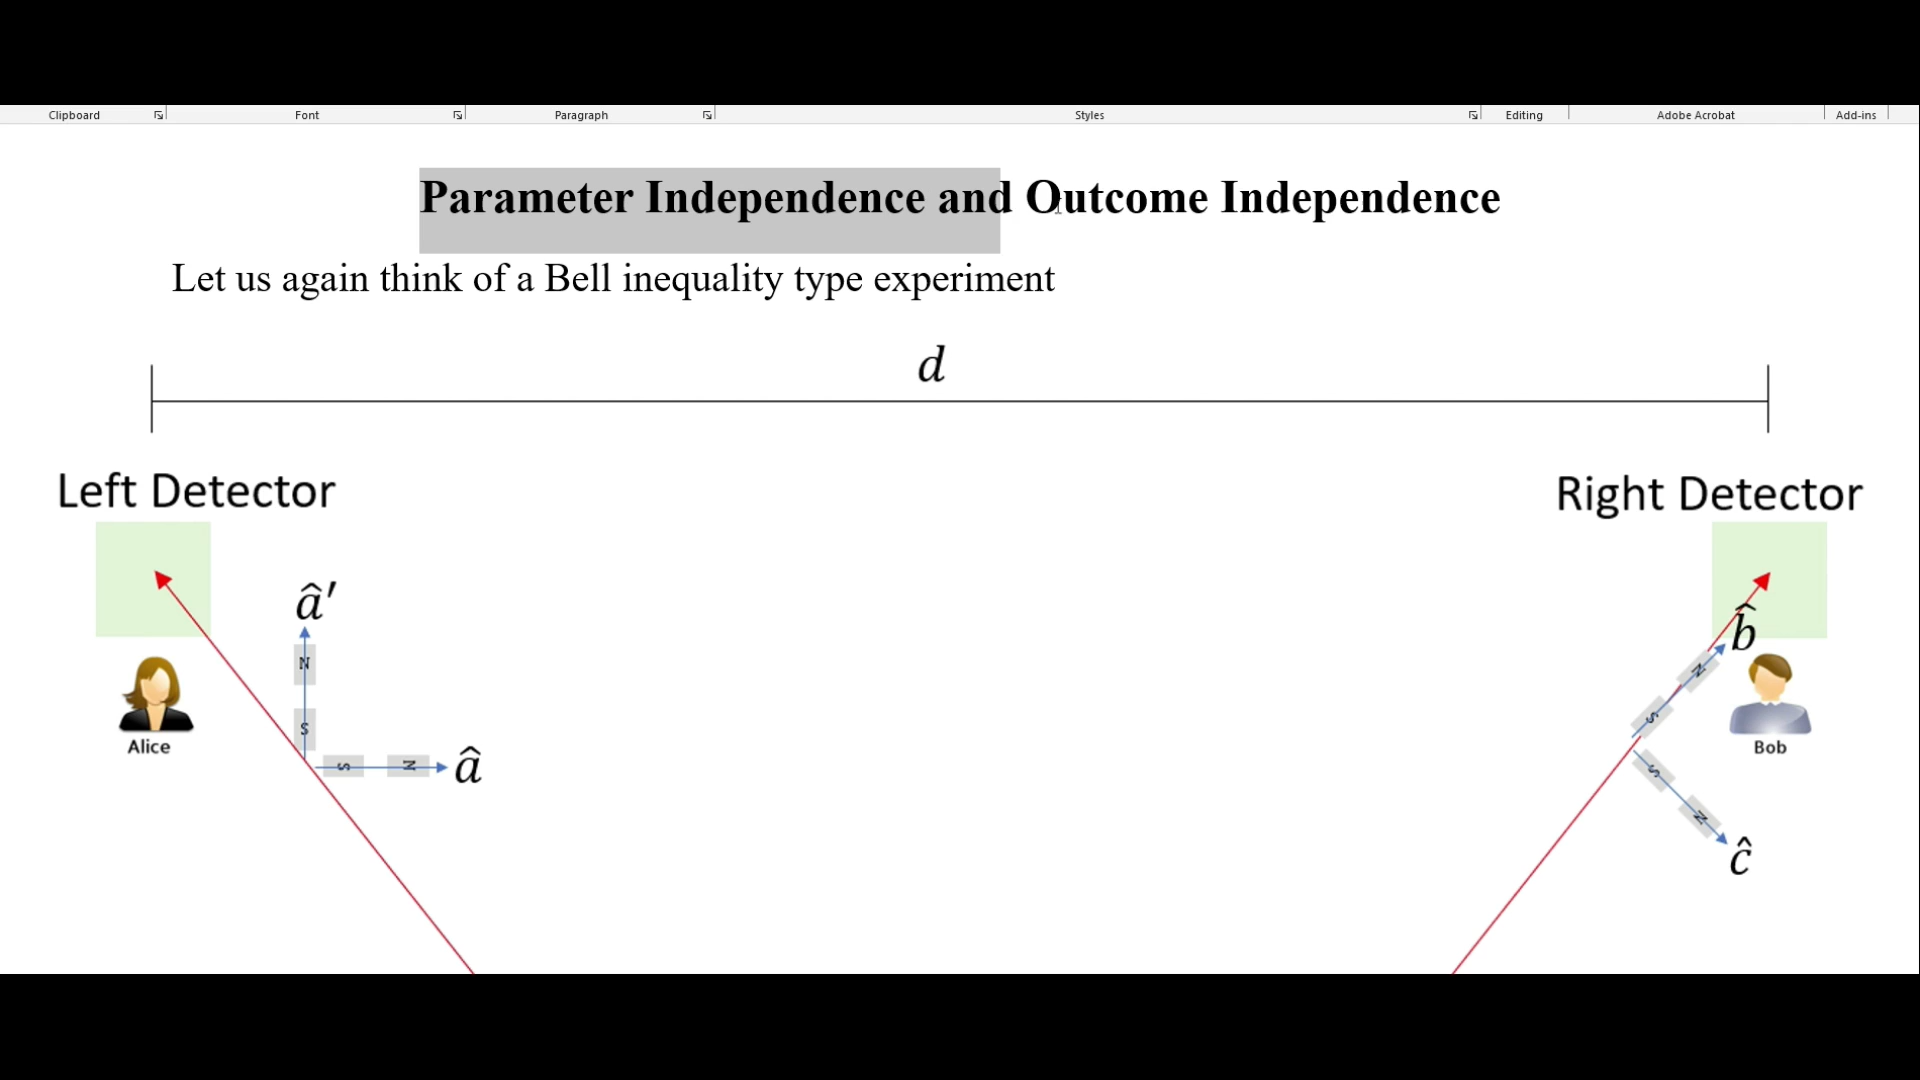 Clipboard Font Paragraph Styles Editing Adobe Acrobat Add-ins
Parameter Independence and Outcome Independence
Let us again think of a Bell inequality type experiment
d
Left Detector
Right Detector
â′
b̂
N
N
S
S
Alice
Bob
S N â
S
N
ĉ